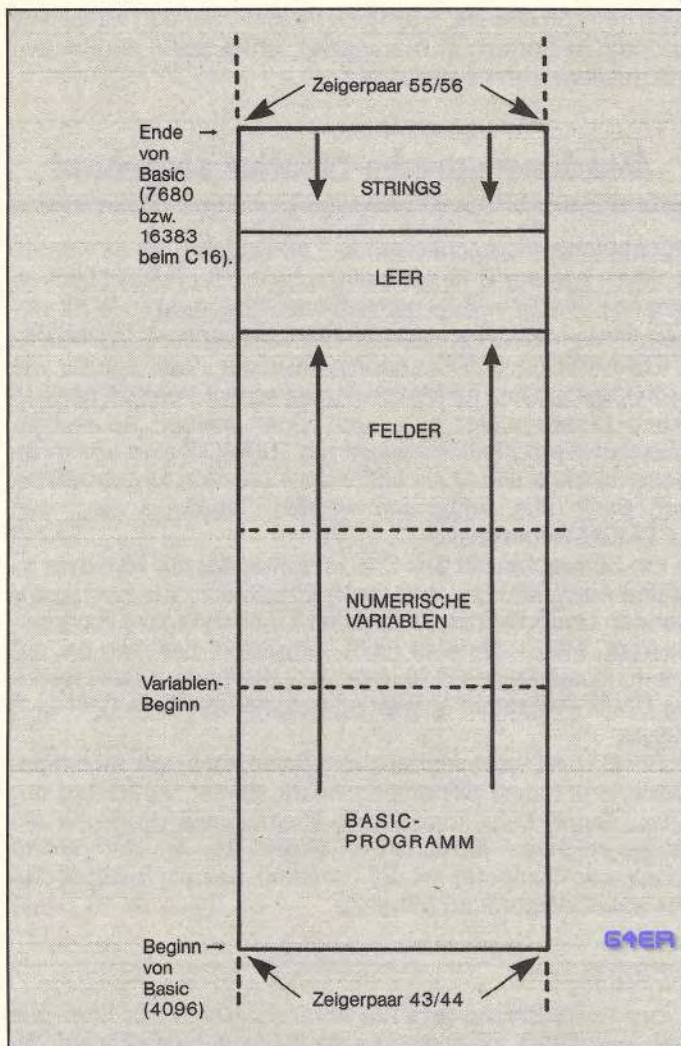 Zeigerpaar 55/56
Ende →
von
Basic
(7680
bzw.
16383
beim C16).
STRINGS
LEER
FELDER
NUMERISCHE
VARIABLEN
Variablen-
Beginn
BASIC-
PROGRAMM
Beginn →
von
Basic
(4096)
Zeigerpaar 43/44
64ER